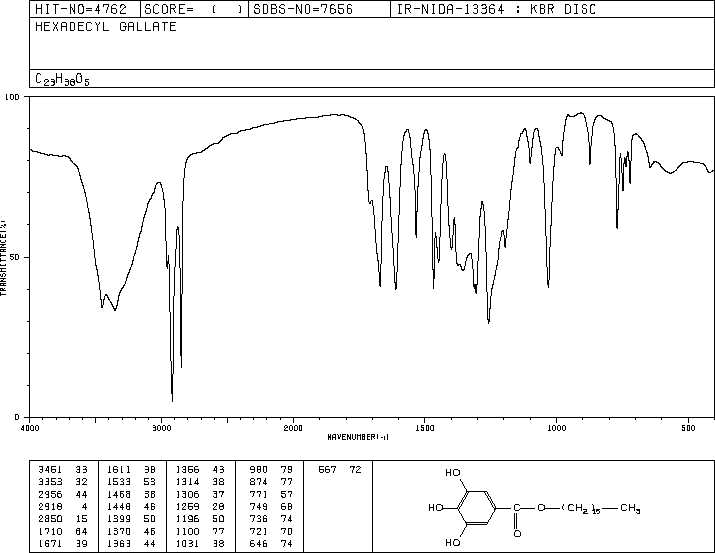 HIT-NO=4762 SCORE= ( ) SDBS-NO=7656 IR-NIDA-13364 : KBR DISC
HEXADECYL GALLATE
C23H38O5
100
50
0
TRANSMITTANCE(%)
4000 3000 2000 1500 1000 500
WAVENUMBER(-1)
3461 33 1611 38 1366 43 980 79 667 72
3353 32 1533 53 1314 38 874 77
2956 44 1468 38 1306 37 771 57
2918 4 1448 46 1259 28 749 68
2850 15 1399 50 1196 50 736 74
1710 64 1370 46 1100 77 721 70
1671 39 1363 44 1031 38 646 74
HO
HO
HO
O
O
(CH2)15 CH3